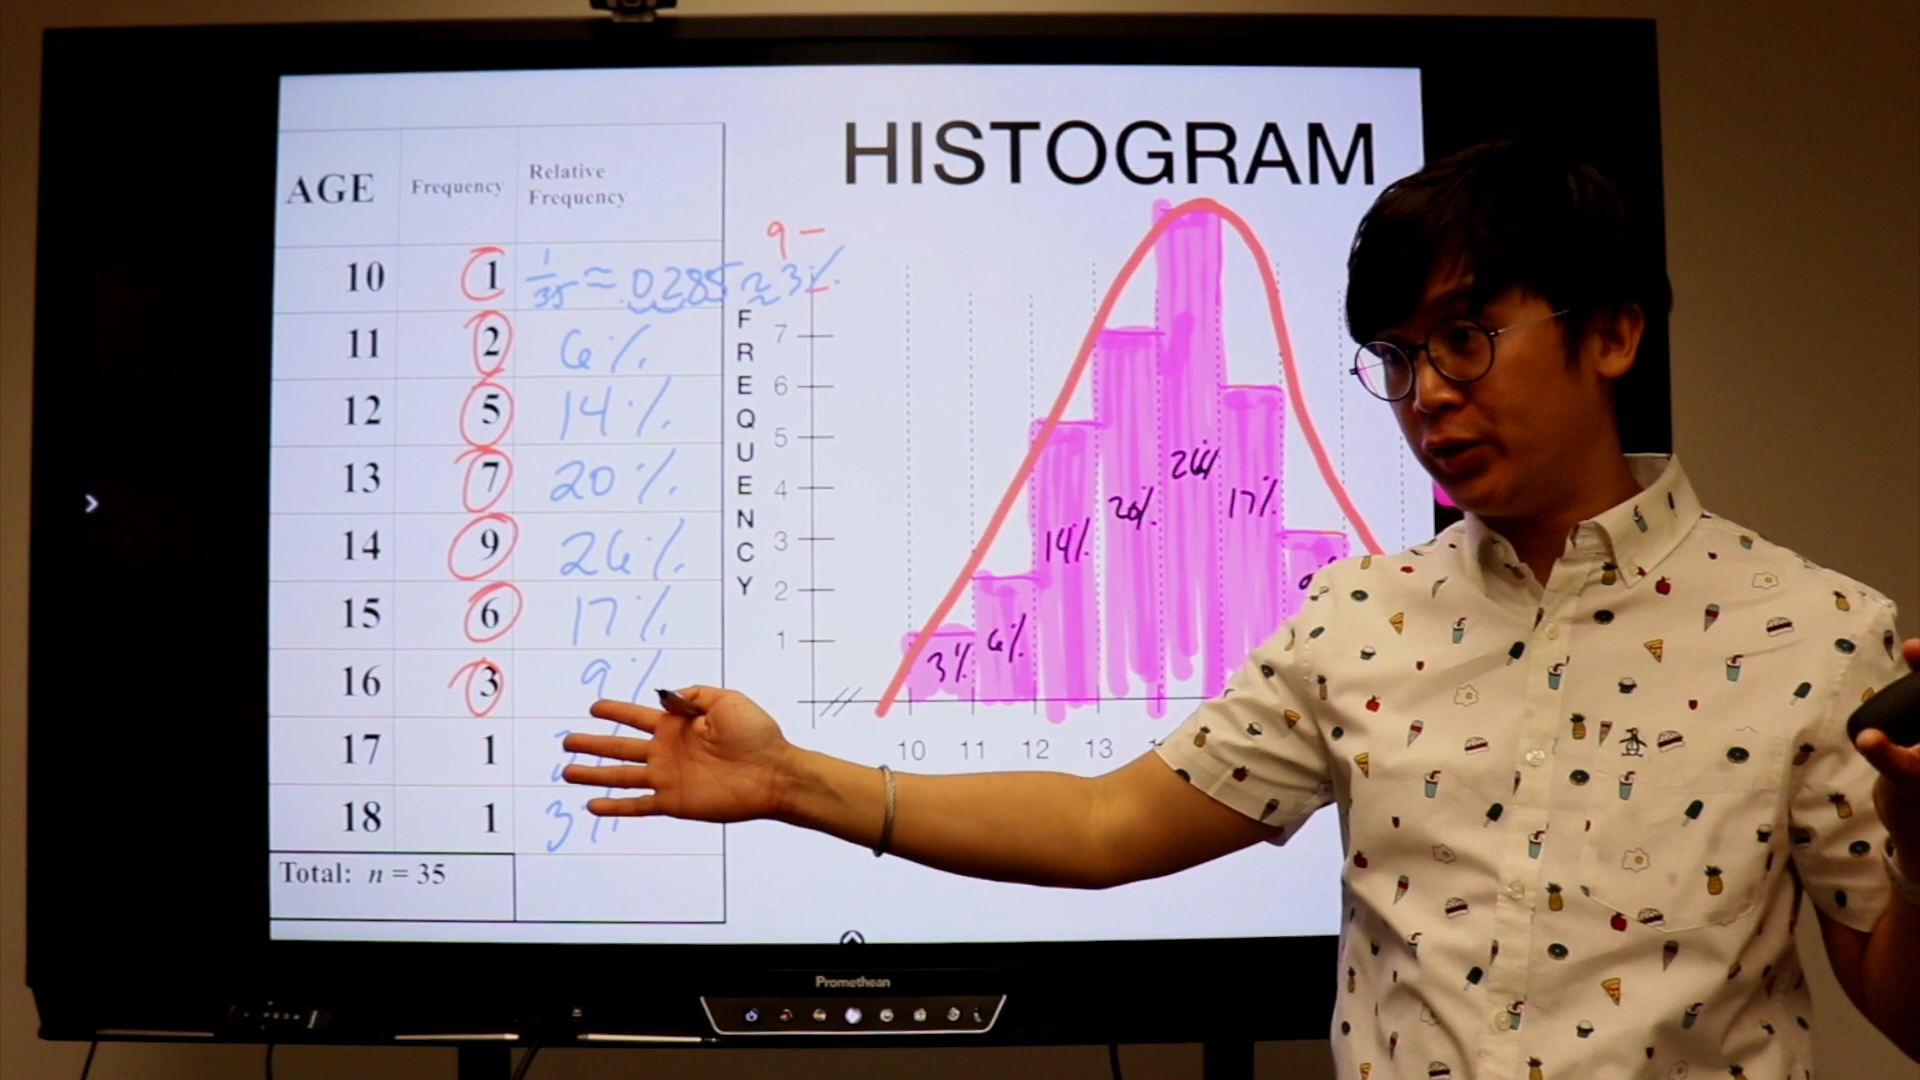 HISTOGRAM
AGE Frequency Relative Frequency
10 1 1/35 ≈ .0285 ≈ 3%
11 2 6%
12 5 14%
13 7 20%
14 9 26%
15 6 17%
16 3 9%
17 1
18 1 3%
Total: n = 35
FREQUENCY
9
7
6
5
4
3
2
1
3% 6% 14% 20% 26% 17%
10 11 12 13
Promethean